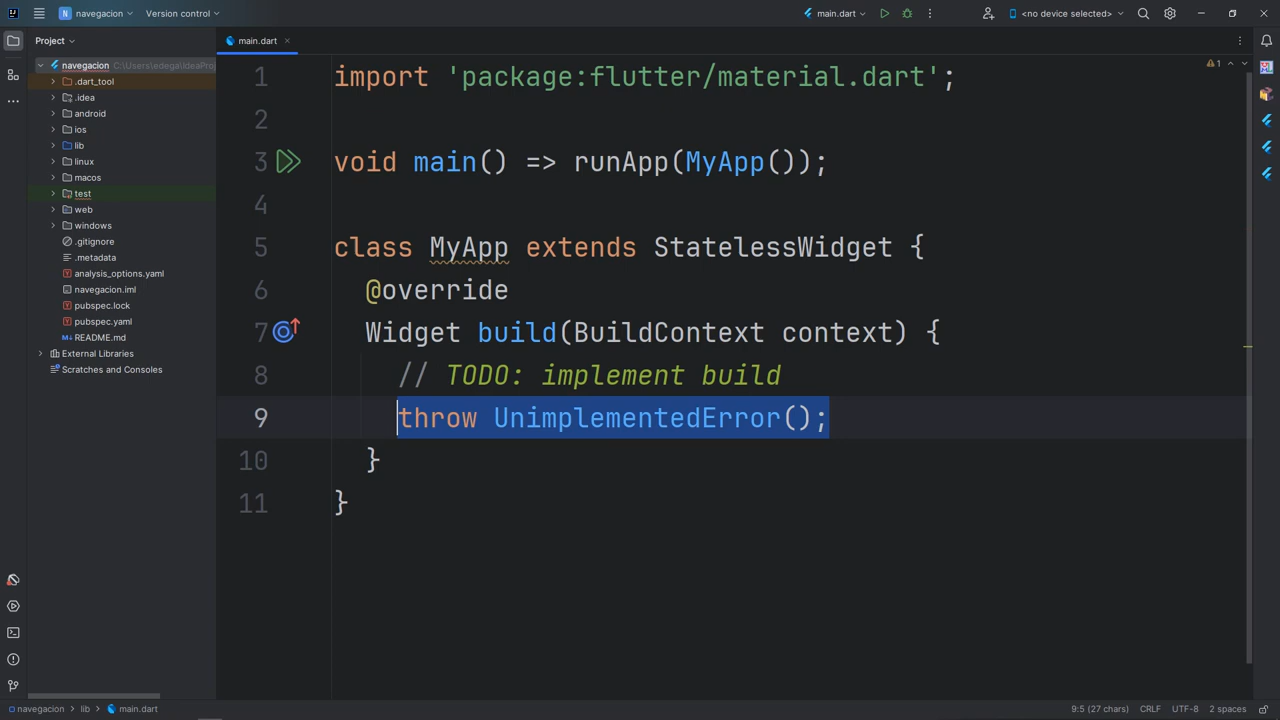 navegacion
Version control
main.dart
<no device selected>
Project
main.dart
navegacion C:\Users\edega\IdeaProj
.dart_tool
.idea
android
ios
lib
linux
macos
test
web
windows
.gitignore
.metadata
analysis_options.yaml
navegacion.iml
pubspec.lock
pubspec.yaml
README.md
External Libraries
Scratches and Consoles
1 import 'package:flutter/material.dart';
2
3 void main() => runApp(MyApp());
4
5 class MyApp extends StatelessWidget {
6 @override
7 Widget build(BuildContext context) {
8 // TODO: implement build
9 throw UnimplementedError();
10 }
11 }
1
navegacion > lib > main.dart
9:5 (27 chars) CRLF UTF-8 2 spaces